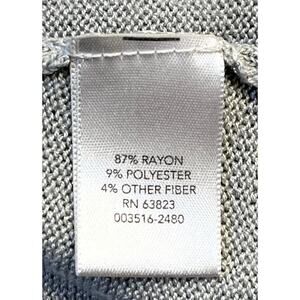 87% RAYON
9% POLYESTER
4% OTHER FIBER
RN 63823
003516-2480